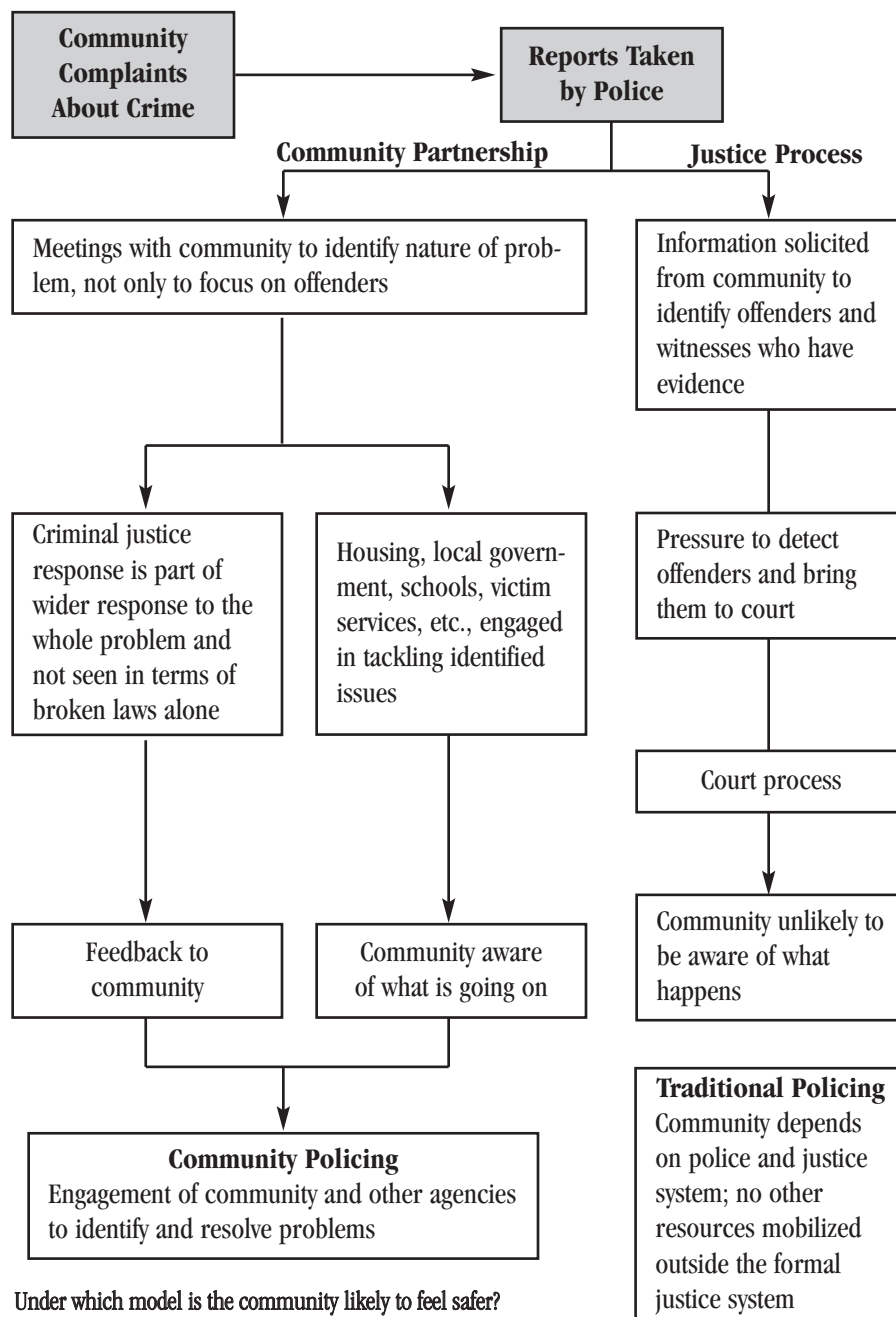 Community
Complaints
About Crime
Reports Taken
by Police
Community Partnership
Justice Process
Meetings with community to identify nature of prob-
lem, not only to focus on offenders
Information solicited
from community to
identify offenders and
witnesses who have
evidence
Criminal justice
response is part of
wider response to the
whole problem and
not seen in terms of
broken laws alone
Housing, local govern-
ment, schools, victim
services, etc., engaged
in tackling identified
issues
Pressure to detect
offenders and bring
them to court
Court process
Feedback to
community
Community aware
of what is going on
Community unlikely to
be aware of what
happens
Community Policing
Engagement of community and other agencies
to identify and resolve problems
Traditional Policing
Community depends
on police and justice
system; no other
resources mobilized
outside the formal
justice system
Under which model is the community likely to feel safer?